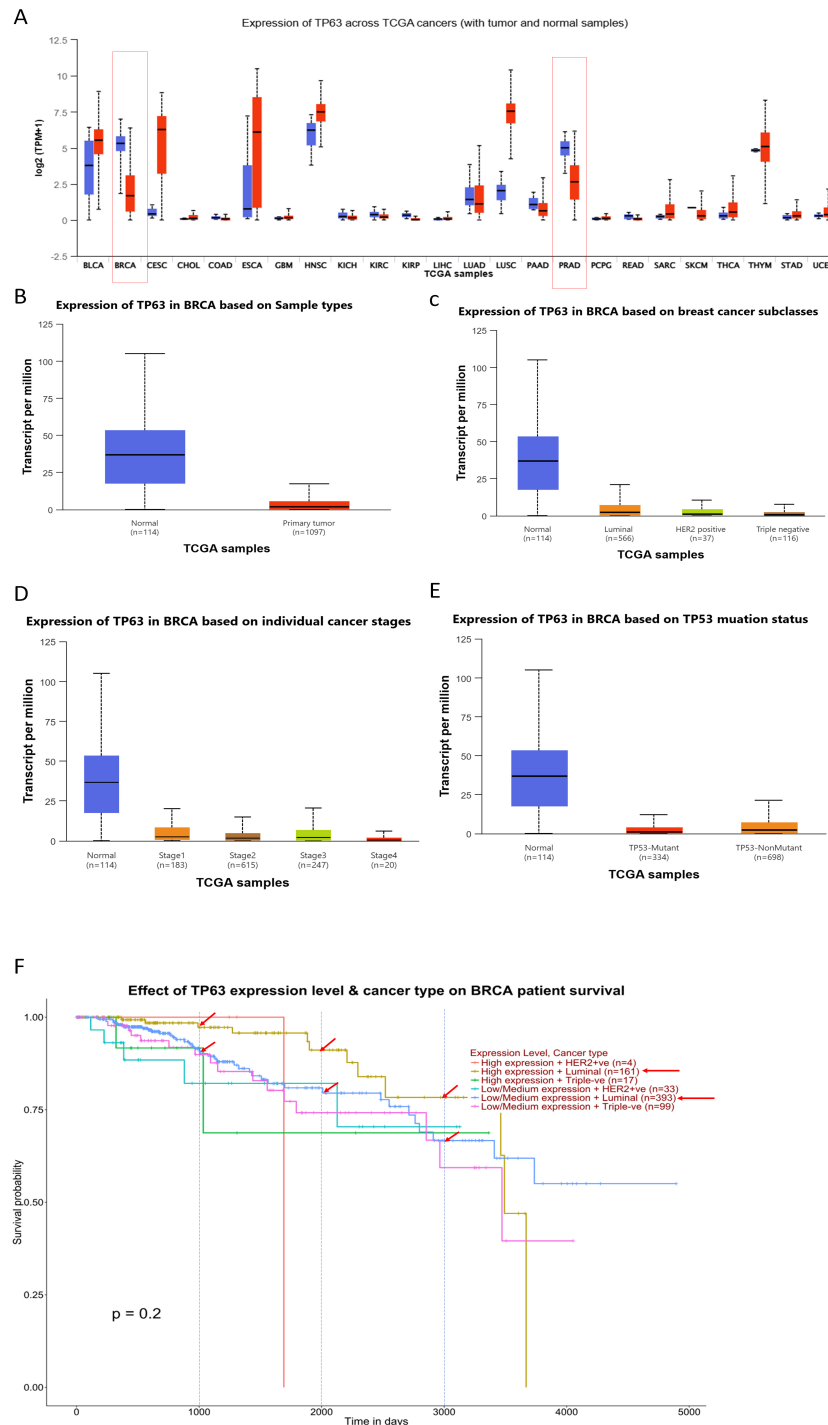 A
Expression of TP63 across TCGA cancers (with tumor and normal samples)
log2 (TPM+1)
12.5
10
7.5
5
2.5
0
-2.5
BLCA BRCA CESC CHOL COAD ESCA GBM HNSC KICH KIRC KIRP LIHC LUAD LUSC PAAD PRAD PCPG READ SARC SKCM THCA THYM STAD UCE
TCGA samples
B
Expression of TP63 in BRCA based on Sample types
Transcript per million
125
100
75
50
25
0
Normal Primary tumor
(n=114) (n=1097)
TCGA samples
C
Expression of TP63 in BRCA based on breast cancer subclasses
Transcript per million
125
100
75
50
25
0
Normal Luminal HER2 positive Triple negative
(n=114) (n=566) (n=37) (n=116)
TCGA samples
D
Expression of TP63 in BRCA based on individual cancer stages
Transcript per million
125
100
75
50
25
0
Normal Stage1 Stage2 Stage3 Stage4
(n=114) (n=183) (n=615) (n=247) (n=20)
TCGA samples
E
Expression of TP63 in BRCA based on TP53 muation status
Transcript per million
125
100
75
50
25
0
Normal TP53-Mutant TP53-NonMutant
(n=114) (n=334) (n=698)
TCGA samples
F
Effect of TP63 expression level & cancer type on BRCA patient survival
Survival probability
1.00
0.75
0.50
0.25
0.00
Expression Level, Cancer type
High expression + HER2+ve (n=4)
High expression + Luminal (n=161)
High expression + Triple-ve (n=17)
Low/Medium expression + HER2+ve (n=33)
Low/Medium expression + Luminal (n=393)
Low/Medium expression + Triple-ve (n=99)
p = 0.2
0 1000 2000 3000 4000 5000
Time in days